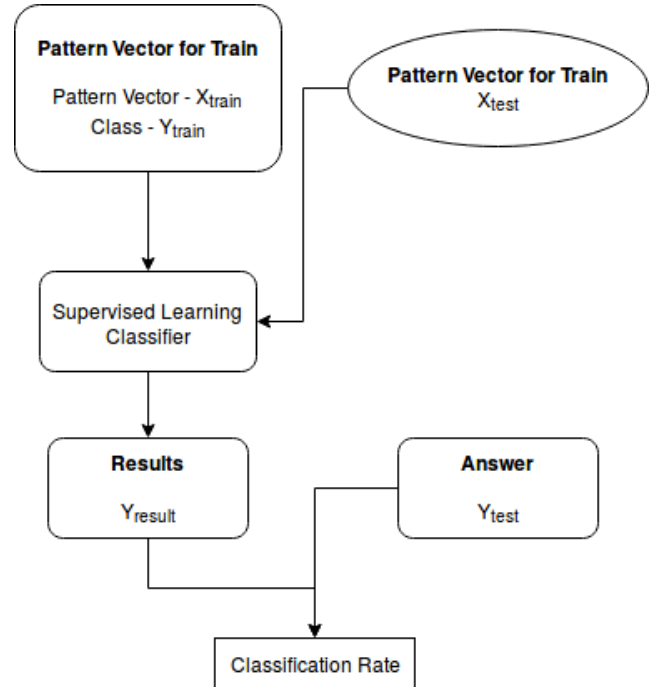 Pattern Vector for Train
Pattern Vector - Xtrain
Class - Ytrain
Pattern Vector for Train
Xtest
Supervised Learning
Classifier
Results
Yresult
Answer
Ytest
Classification Rate